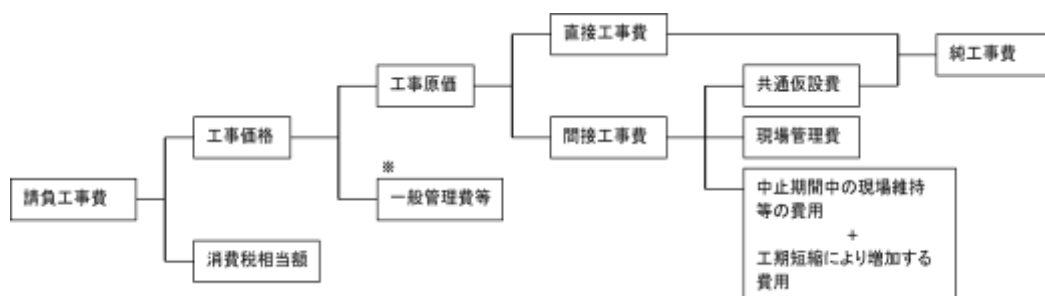 直接工事費
純工事費
工事原価
共通仮設費
工事価格
間接工事費
現場管理費
※
請負工事費
一般管理費等
中止期間中の現場維持
等の費用
+
工期短縮により増加する
費用
消費税相当額